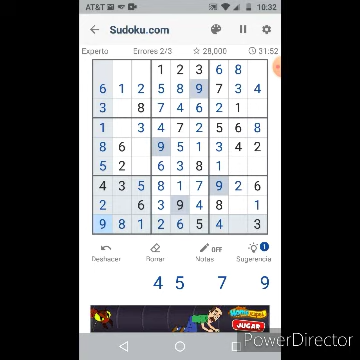 AT&T 10:32
Sudoku.com
Experto Errores 2/3 28,000 31:52
1 2 3 6 8
6 1 2 5 8 9 7 3 4
3 8 7 4 6 2 1
1 3 4 7 2 5 6 8
8 6 9 5 1 3 4 2
5 2 6 3 8 1
4 3 5 8 1 7 9 2 6
2 6 3 9 4 8 1
9 8 1 2 6 5 4 3
OFF 1
Deshacer Borrar Notas Sugerencia
4 5 7 9
JUGAR
PowerDirector